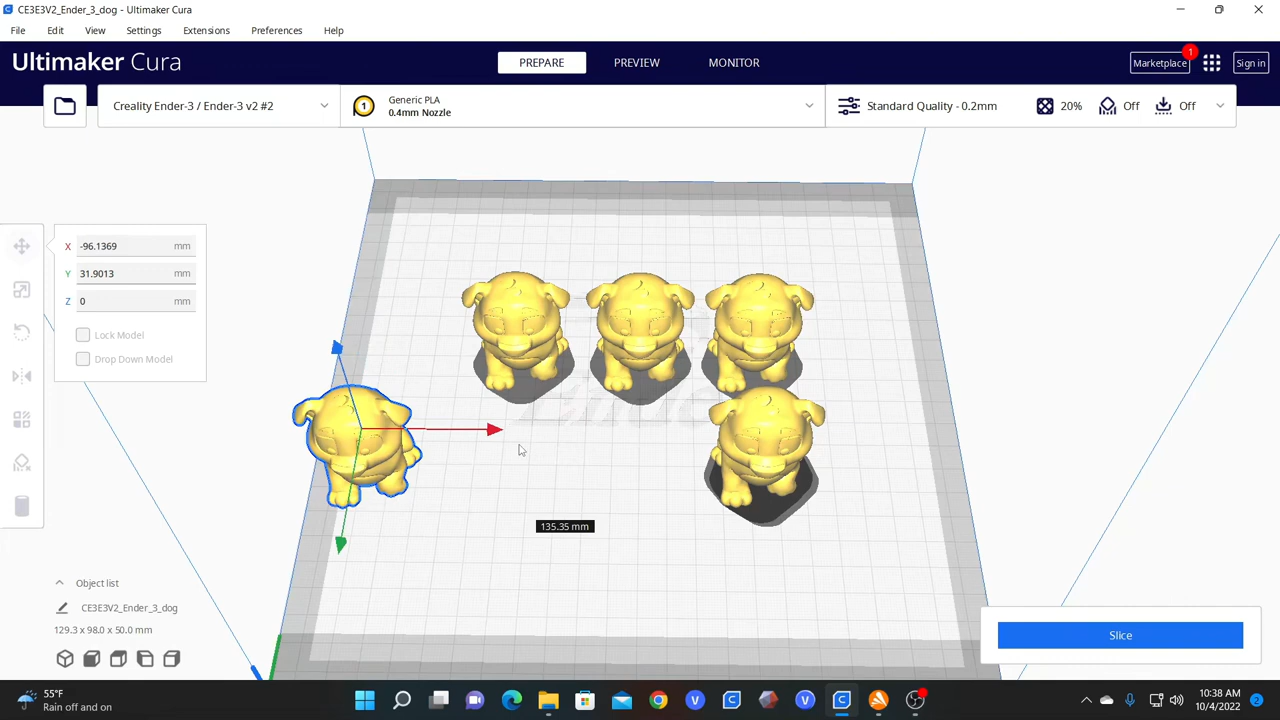 CE3E3V2_Ender_3_dog - Ultimaker Cura
File Edit View Settings Extensions Preferences Help
Ultimaker Cura
PREPARE PREVIEW MONITOR
Marketplace 1 Sign in
Creality Ender-3 / Ender-3 v2 #2
1 Generic PLA
0.4mm Nozzle
Standard Quality - 0.2mm 20% Off Off
X -96.1369 mm
Y 31.9013 mm
Z 0 mm
Lock Model
Drop Down Model
135.35 mm
Object list
CE3E3V2_Ender_3_dog
129.3 x 98.0 x 50.0 mm
Slice
55°F
Rain off and on
10:38 AM
10/4/2022
2